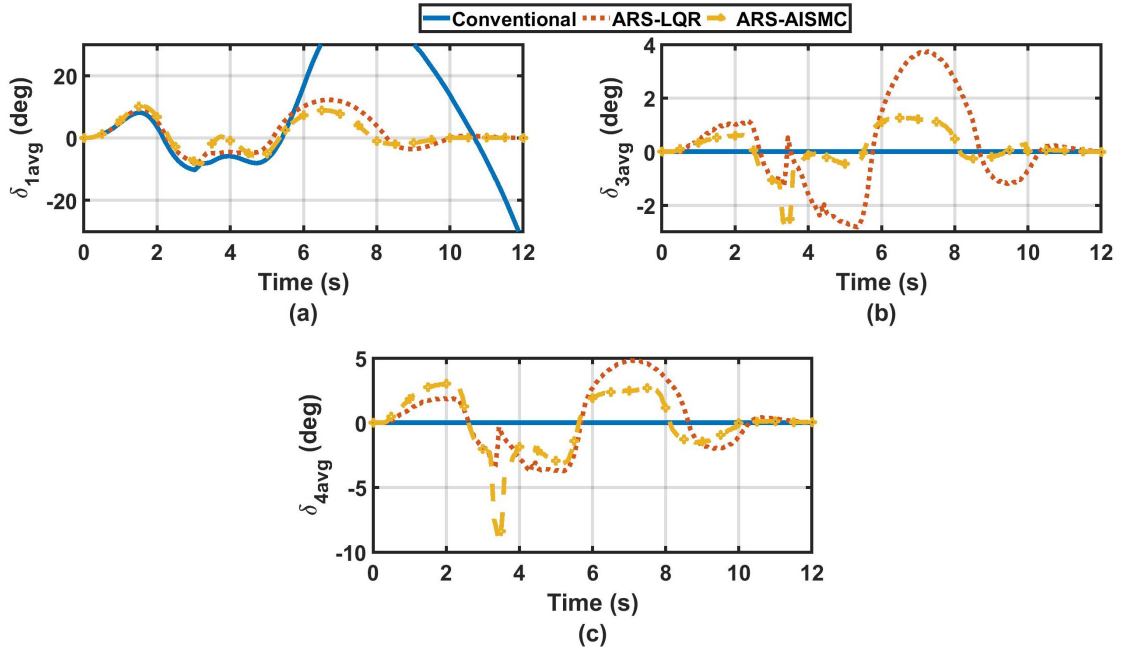 Conventional ARS-LQR ARS-AISMC
δ1avg (deg)
20
0
-20
0 2 4 6 8 10 12
Time (s)
(a)
δ3avg (deg)
4
2
0
-2
0 2 4 6 8 10 12
Time (s)
(b)
δ4avg (deg)
5
0
-5
-10
0 2 4 6 8 10 12
Time (s)
(c)